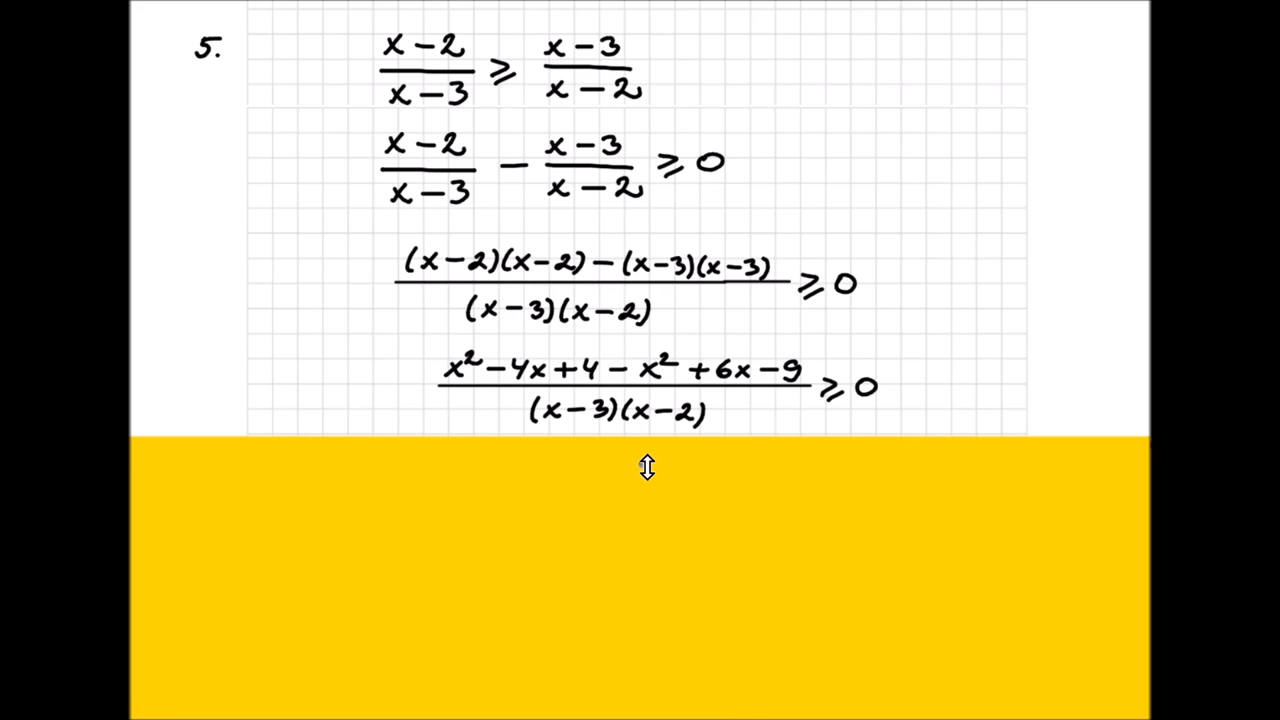 5. (x-2)/(x-3) ⩾ (x-3)/(x-2)
(x-2)/(x-3) - (x-3)/(x-2) ⩾ 0
((x-2)(x-2)-(x-3)(x-3))/((x-3)(x-2)) ⩾ 0
(x²-4x+4-x²+6x-9)/((x-3)(x-2)) ⩾ 0